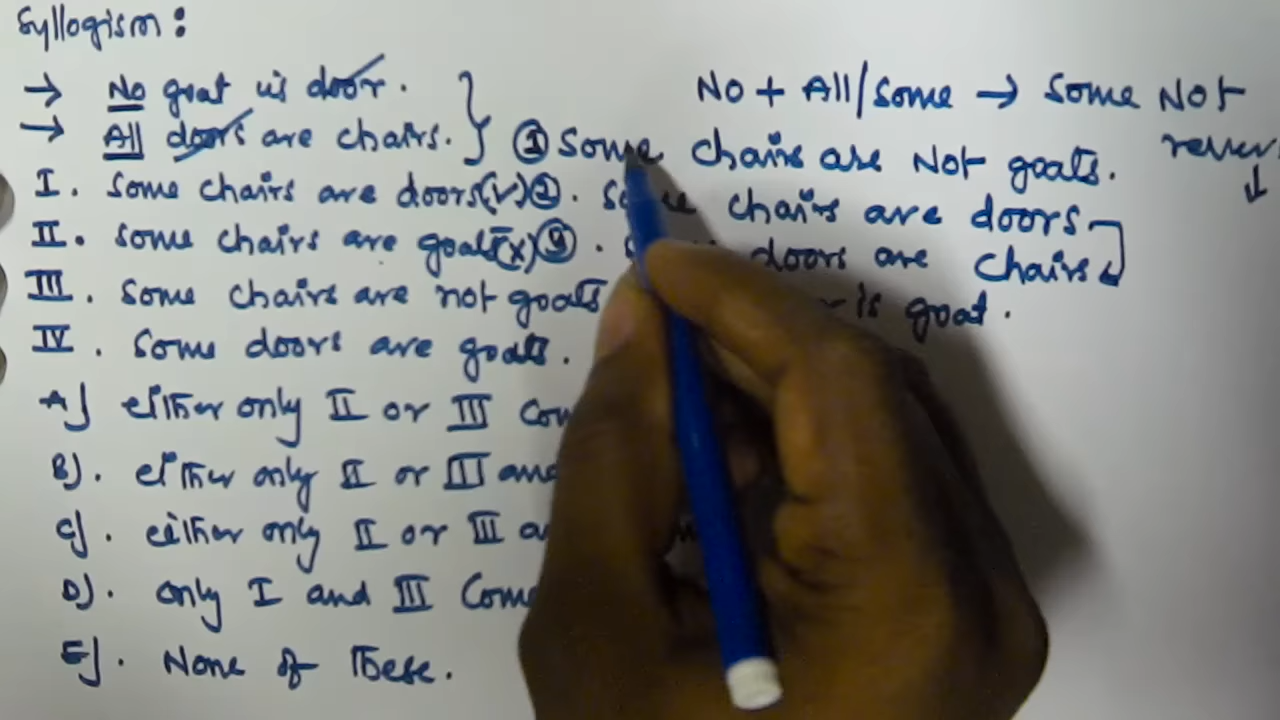 Syllogism:
→ No goat is door.
→ All doors are chairs.
I. Some chairs are doors(✓)
II. Some chairs are goats(x)
III. Some chairs are not goats
IV. Some doors are goats.
A) either only II or III
B). either only II or III and
C). either only II or III
D). only I and III
E). None of these.
No + All/some → Some Not
① Some chairs are Not goats.
②. chairs are doors
③. doors are chairs
is goat.